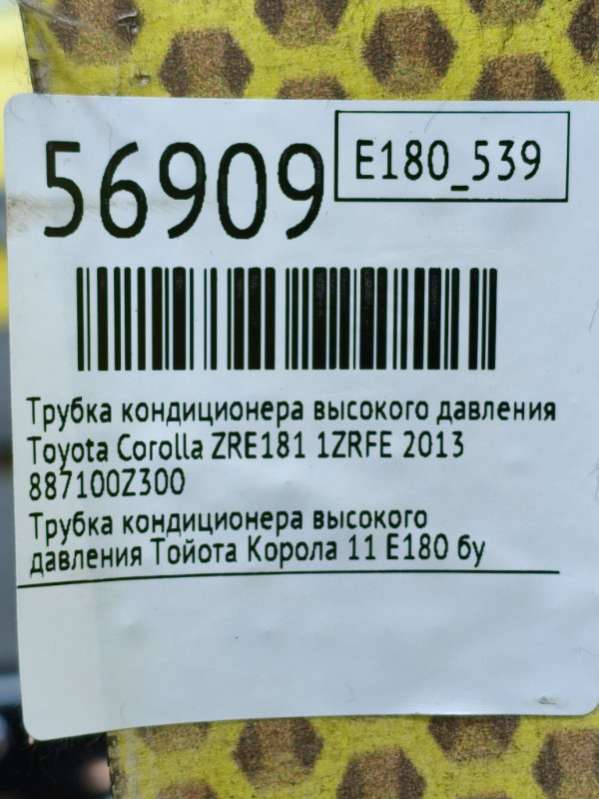 56909
E180_539
Трубка кондиционера высокого давления
Toyota Corolla ZRE181 1ZRFE 2013
887100Z300
Трубка кондиционера высокого
давления Тойота Корола 11 E180 бу